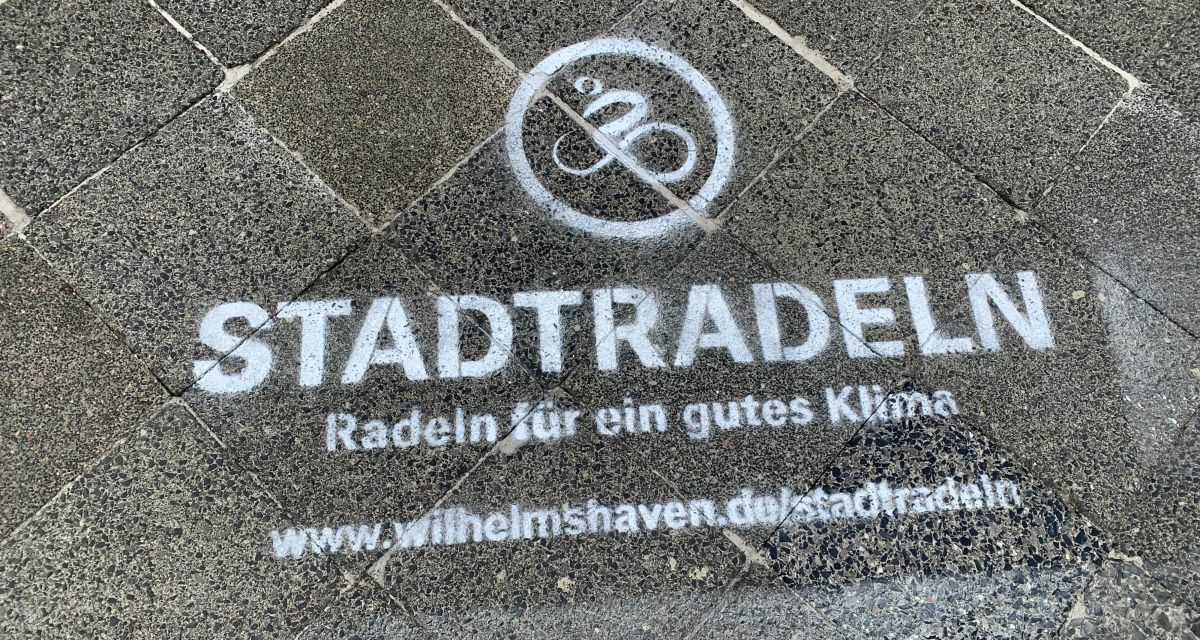 STADTRADELN
Radeln für ein gutes Klima
www.wilhelmshaven.de/stadtradeln